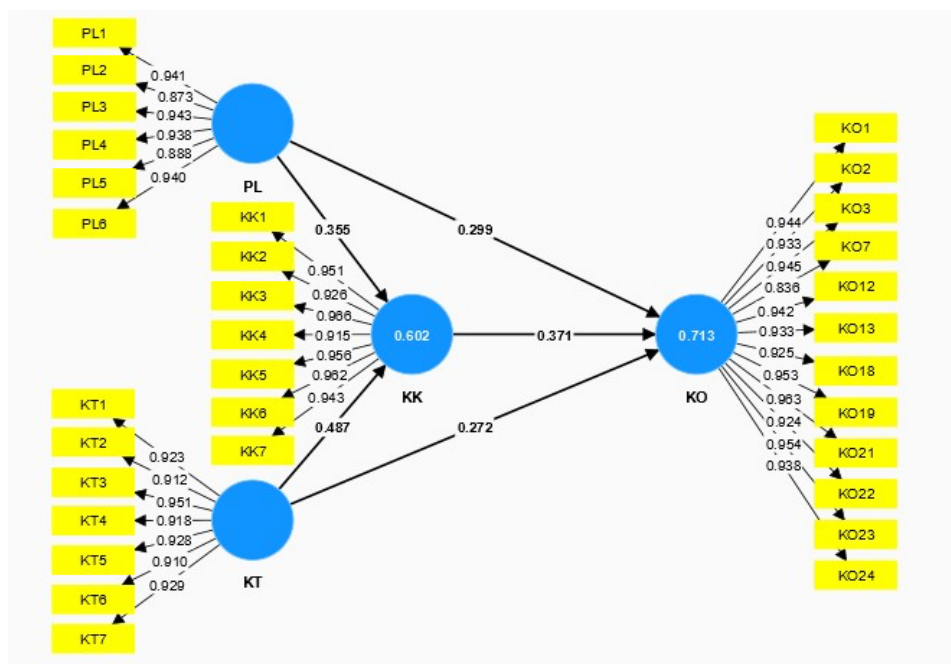 PL1
PL2
PL3
PL4
PL5
PL6
0.941
0.873
0.943
0.938
0.888
0.940
PL
KK1
KK2
KK3
KK4
KK5
KK6
KK7
0.951
0.926
0.966
0.915
0.956
0.962
0.943
0.355
0.299
0.602
KK
0.371
0.487
0.272
KT1
KT2
KT3
KT4
KT5
KT6
KT7
0.923
0.912
0.951
0.918
0.928
0.910
0.929
KT
0.713
KO
0.944
0.933
0.945
0.836
0.942
0.933
0.925
0.953
0.963
0.924
0.954
0.938
KO1
KO2
KO3
KO7
KO12
KO13
KO18
KO19
KO21
KO22
KO23
KO24